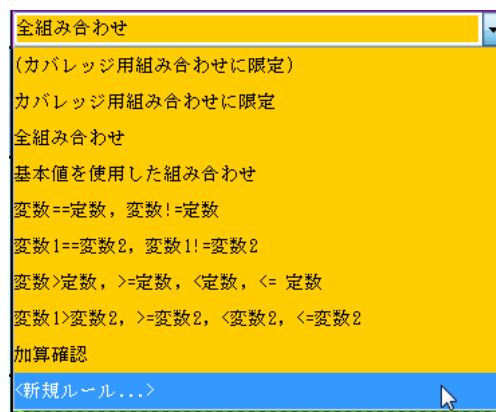 全組み合わせ
(カバレッジ用組み合わせに限定)
カバレッジ用組み合わせに限定
全組み合わせ
基本値を使用した組み合わせ
変数==定数, 変数!=定数
変数1==変数2, 変数1!=変数2
変数>定数, >=定数, <定数, <= 定数
変数1>変数2, >=変数2, <変数2, <=変数2
加算確認
<新規ルール...>